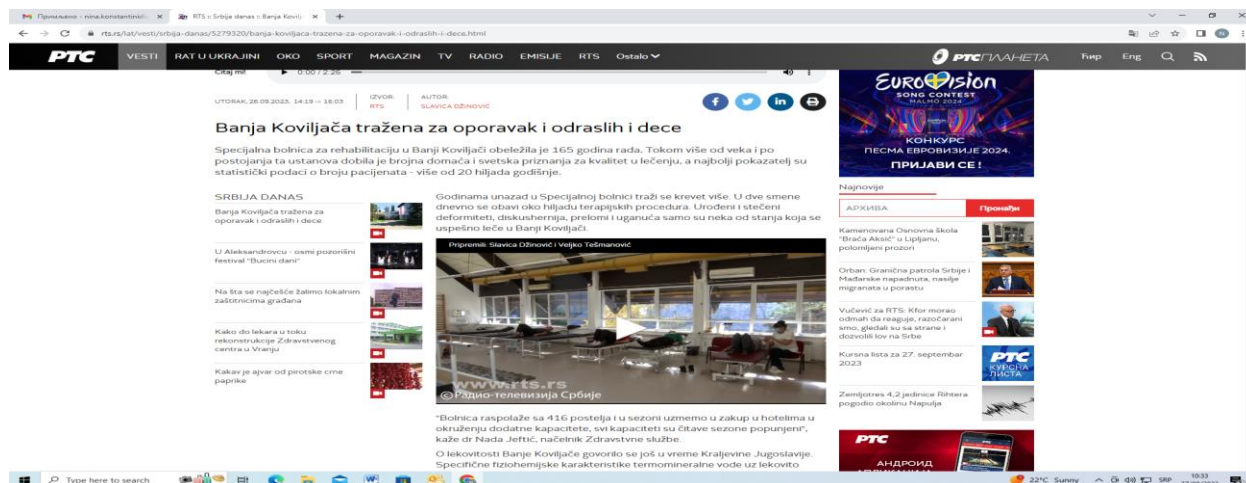 RTS :: Srbija danas :: Banja Kovilj
rts.rs/lat/vesti/srbija-danas/5279320/banja-koviljaca-trazena-za-oporavak-i-odraslih-i-dece.html
РТС VESTI RAT U UKRAJINI OKO SPORT MAGAZIN TV RADIO EMISIJE RTS Ostalo РТС ПЛАНЕТА Ћир Eng
Čitaj mi! 0:00 / 2:26
UTORAK, 26.09.2023, 14:19 -> 16:03
IZVOR:
RTS
AUTOR:
SLAVICA DŽINOVIĆ
Banja Koviljača tražena za oporavak i odraslih i dece
Specijalna bolnica za rehabilitaciju u Banji Koviljači obeležila je 165 godina rada. Tokom više od veka i po
postojanja ta ustanova dobila je brojna domaća i svetska priznanja za kvalitet u lečenju, a najbolji pokazatelj su
statistički podaci o broju pacijenata - više od 20 hiljada godišnje.
SRBIJA DANAS
Banja Koviljača tražena za
oporavak i odraslih i dece
U Aleksandrovcu - osmi pozorišni
festival "Bucini dani"
Na šta se najčešće žalimo lokalnim
zaštitnicima građana
Kako do lekara u toku
rekonstrukcije Zdravstvenog
centra u Vranju
Kakav je ajvar od pirotske crne
paprike
Godinama unazad u Specijalnoj bolnici traži se krevet više. U dve smene
dnevno se obavi oko hiljadu terapijskih procedura. Urođeni i stečeni
deformiteti, diskushernija, prelomi i uganuća samo su neka od stanja koja se
uspešno leče u Banji Koviljači.
Pripremili: Slavica Džinović i Veljko Tešmanović
www.rts.rs
©Радио-телевизија Србије
"Bolnica raspolaže sa 416 postelja i u sezoni uzmemo u zakup u hotelima u
okruženju dodatne kapacitete, svi kapaciteti su čitave sezone popunjeni",
kaže dr Nada Jeftić, načelnik Zdravstvne službe.
O lekovitosti Banje Koviljače govorilo se još u vreme Kraljevine Jugoslavije.
Specifične fiziohemijske karakteristike termomineralne vode uz lekovito
EUROVISION
SONG CONTEST
MALMÖ 2024
КОНКУРС
ПЕСМА ЕВРОВИЗИЈЕ 2024.
ПРИЈАВИ СЕ!
Najnovije
АРХИВА Пронађи
Kamenovana Osnovna škola
"Braća Aksić" u Lipljanu,
polomljeni prozori
Orban: Granična patrola Srbije i
Mađarske napadnuta, nasilje
migranata u porastu
Vučević za RTS: Kfor morao
odmah da reaguje, razočarani
smo, gledali su sa strane i
dozvolili lov na Srbe
Kursna lista za 27. septembar
2023
РТС
КУРСНА
ЛИСТА
Zemljotres 4,2 jedinice Rihtera
pogodio okolinu Napulja
РТС
АНДРОИД
Type here to search
22°C Sunny
SRP
10:33